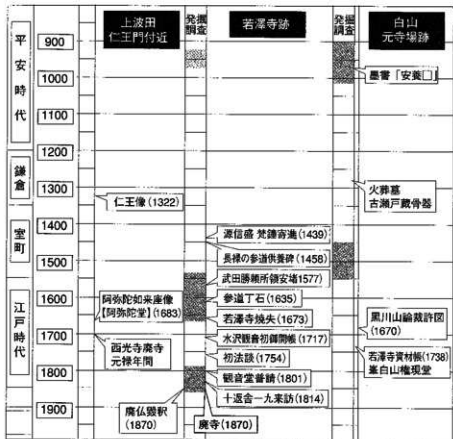 上波田
仁王門付近
発掘
調査
若澤寺跡
発掘
調査
白山
元寺場跡
平安時代
鎌倉
室町
江戸時代
900
1000
1100
1200
1300
1400
1500
1600
1700
1800
1900
仁王像(1322)
阿弥陀如来座像
【阿弥陀堂】(1683)
西光寺廃寺
元禄年間
廃仏毀釈
(1870)
源信盛 梵鐘寄進(1439)
長禄の参道供養碑(1458)
武田勝頼所領安堵1577)
参道丁石(1635)
若澤寺焼失(1673)
水沢観音初御開帳(1717)
初法談(1754)
観音堂普請(1801)
十返舎一九来訪(1814)
廃寺(1870)
墨書「安養□」
火葬墓
古瀬戸蔵骨器
黒川山論裁許図
(1670)
若澤寺資材帳(1738)
峯白山権現堂